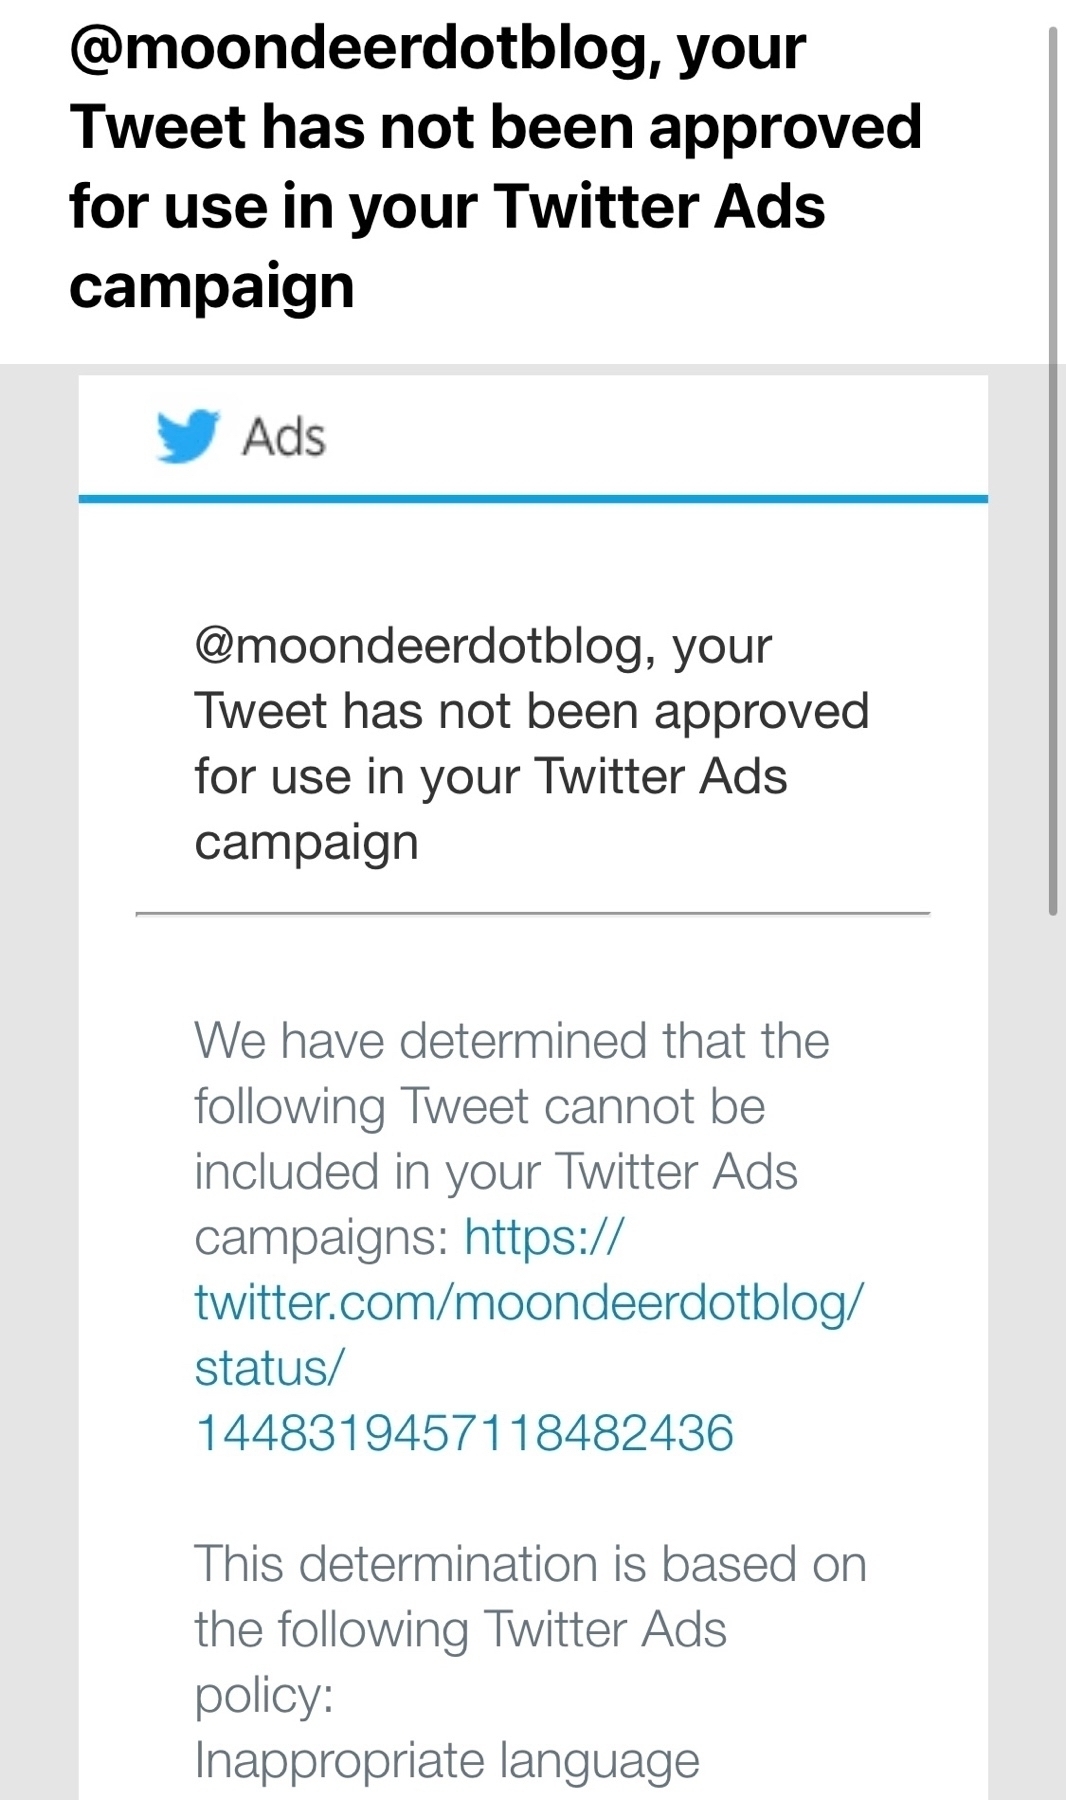 @moondeerdotblog, your
Tweet has not been approved
for use in your Twitter Ads
campaign
Ads
@moondeerdotblog, your
Tweet has not been approved
for use in your Twitter Ads
campaign
We have determined that the
following Tweet cannot be
included in your Twitter Ads
campaigns: https://
twitter.com/moondeerdotblog/
status/
1448319457118482436
This determination is based on
the following Twitter Ads
policy:
Inappropriate language